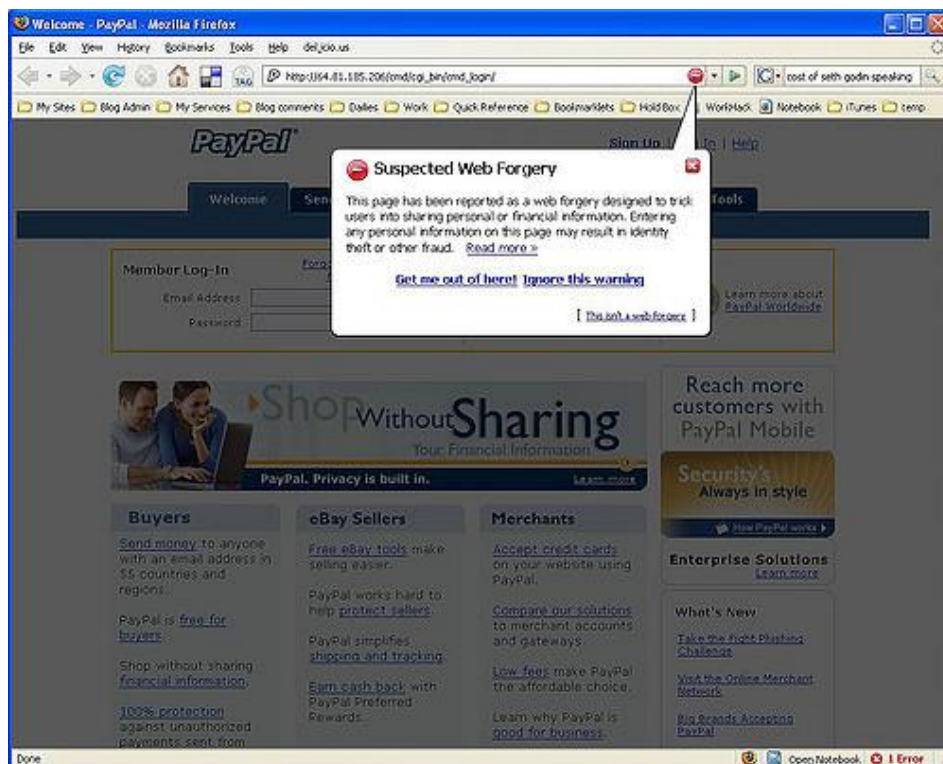 Welcome - PayPal - Mozilla Firefox
File Edit View History Bookmarks Tools Help del.icio.us
TAG http://64.81.185.206/cmd/cgi_bin/cmd_login/ cost of seth godin speaking
My Sites Blog Admin My Services Blog comments Dailies Work Quick Reference Bookmarklets Hold Box WorkHack Notebook iTunes temp
PayPal
Sign Up | In | Help
Welcome Tools
Suspected Web Forgery
This page has been reported as a web forgery designed to trick
users into sharing personal or financial information. Entering
any personal information on this page may result in identity
theft or other fraud. Read more »
Get me out of here! Ignore this warning
[ This isn't a web forgery ]
Member Log-In
Email Address
Password
Learn more about
PayPal Worldwide
Shop Without Sharing
Your Financial Information
PayPal. Privacy is built in. Learn more
Reach more
customers with
PayPal Mobile
Security's
Always in style
How PayPal works
Enterprise Solutions
Learn more
What's New
Take the Fight Phishing
Challenge
Visit the Online Merchant
Network
Big Brands Accepting
PayPal
Buyers
Send money to anyone
with an email address in
55 countries and
regions.
PayPal is free for
buyers.
Shop without sharing
financial information.
100% protection
against unauthorized
payments sent from
eBay Sellers
Free eBay tools make
selling easier.
PayPal works hard to
help protect sellers.
PayPal simplifies
shipping and tracking.
Earn cash back with
PayPal Preferred
Rewards.
Merchants
Accept credit cards
on your website using
PayPal.
Compare our solutions
to merchant accounts
and gateways.
Low fees make PayPal
the affordable choice.
Learn why PayPal is
good for business.
Done Open Notebook 1 Error